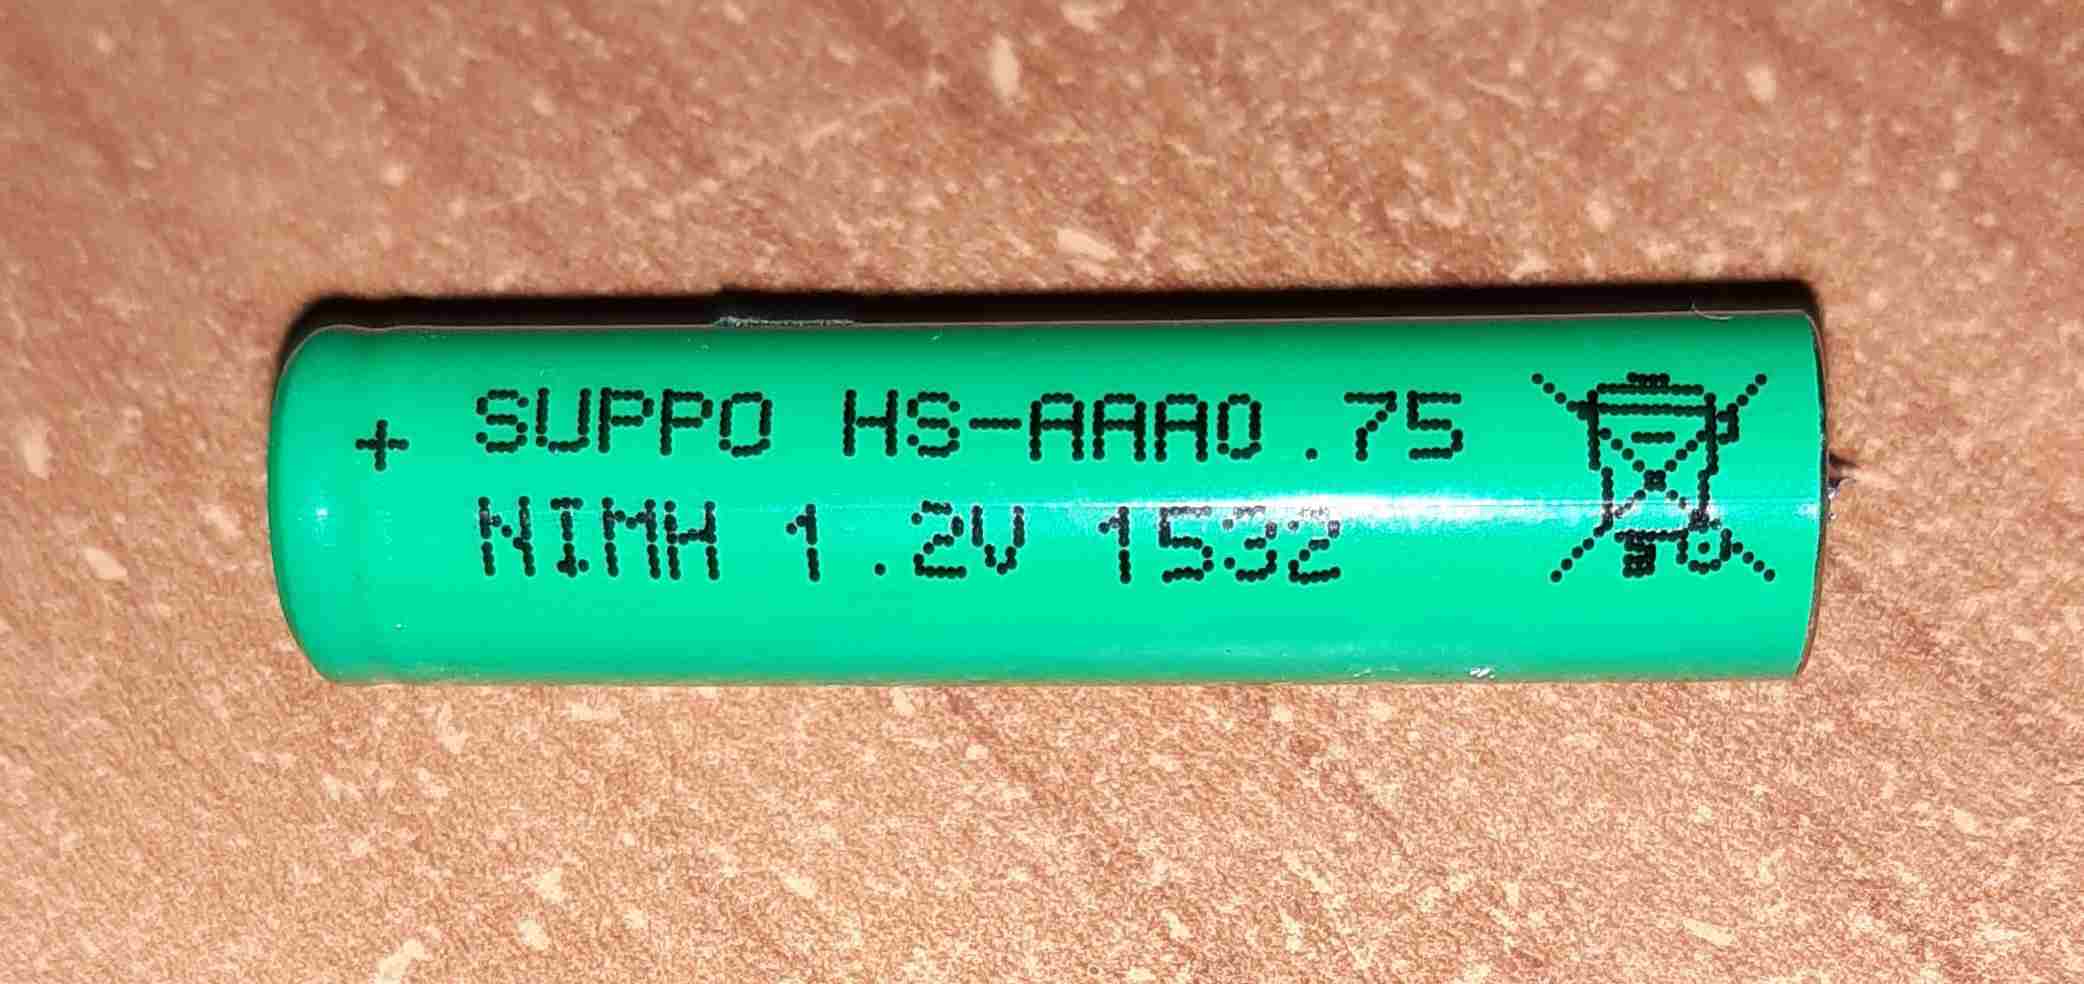 + SUPPO HS-AAA0.75
NIMH 1.2V 1532